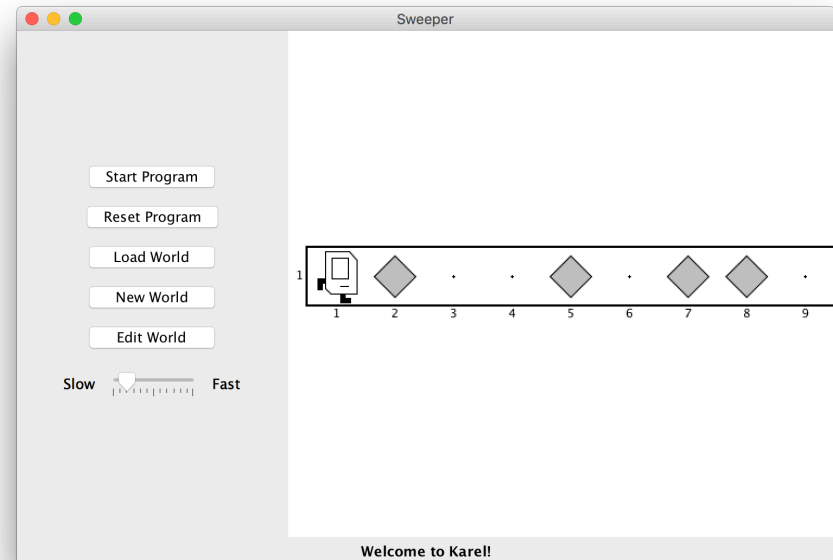 Sweeper
Start Program
Reset Program
Load World
New World
Edit World
Slow Fast
1
1 2 3 4 5 6 7 8 9
Welcome to Karel!